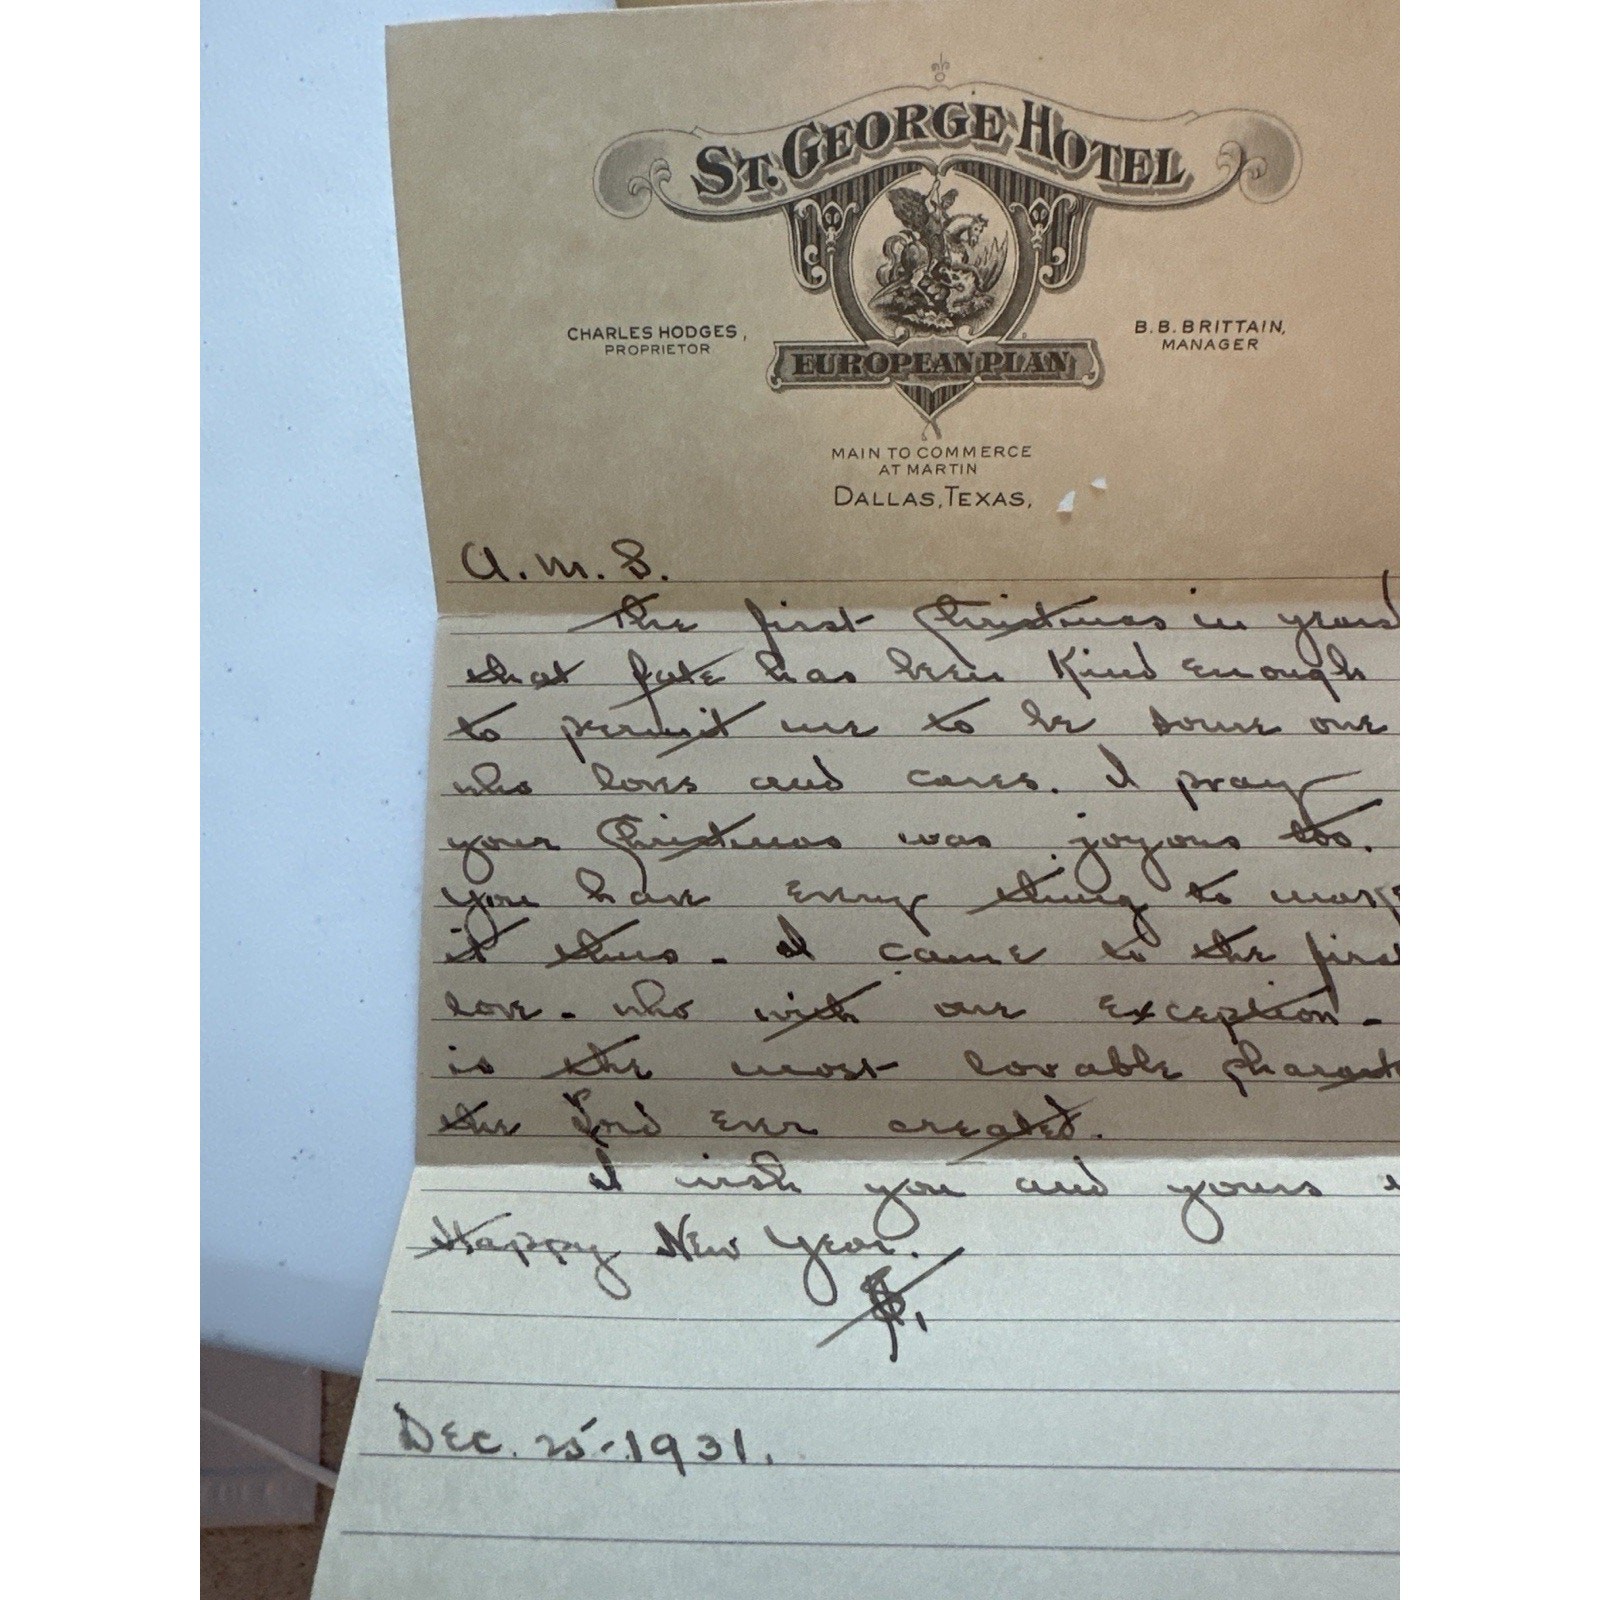 ST. GEORGE HOTEL
CHARLES HODGES,
PROPRIETOR
B. B. BRITTAIN,
MANAGER
EUROPEAN PLAN
MAIN TO COMMERCE
AT MARTIN
DALLAS, TEXAS,
A. M. S.
The first Christmas in years
that fate has been Kind enough
to permit me to be some one
who loves and cares. I pray
your Christmas was joyous too.
you have every thing to make
it thus - I came to the first
love - who with one exception -
is the most lovable
the Lord ever created.
I wish you and yours
Happy New Year.
Dec. 25 - 1931.